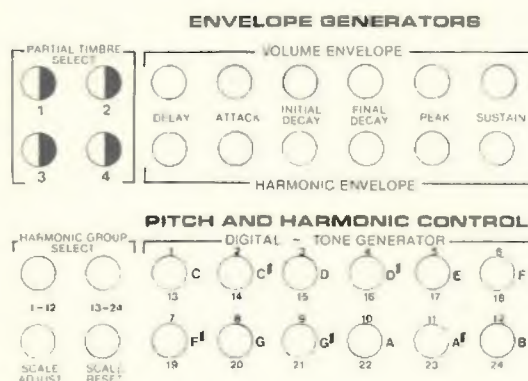 ENVELOPE GENERATORS
PARTIAL TIMBRE
SELECT
VOLUME ENVELOPE
1 2
DELAY ATTACK INITIAL DECAY FINAL DECAY PEAK SUSTAIN
3 4
HARMONIC ENVELOPE
PITCH AND HARMONIC CONTROL
HARMONIC GROUP
SELECT
DIGITAL ~ TONE GENERATOR
1 2 3 4 5 6
C C# D D# E F
1-12 13-24
13 14 15 16 17 18
7 8 9 10 11 12
F# G G# A A# B
19 20 21 22 23 24
SCALE ADJUST SCALE RESET